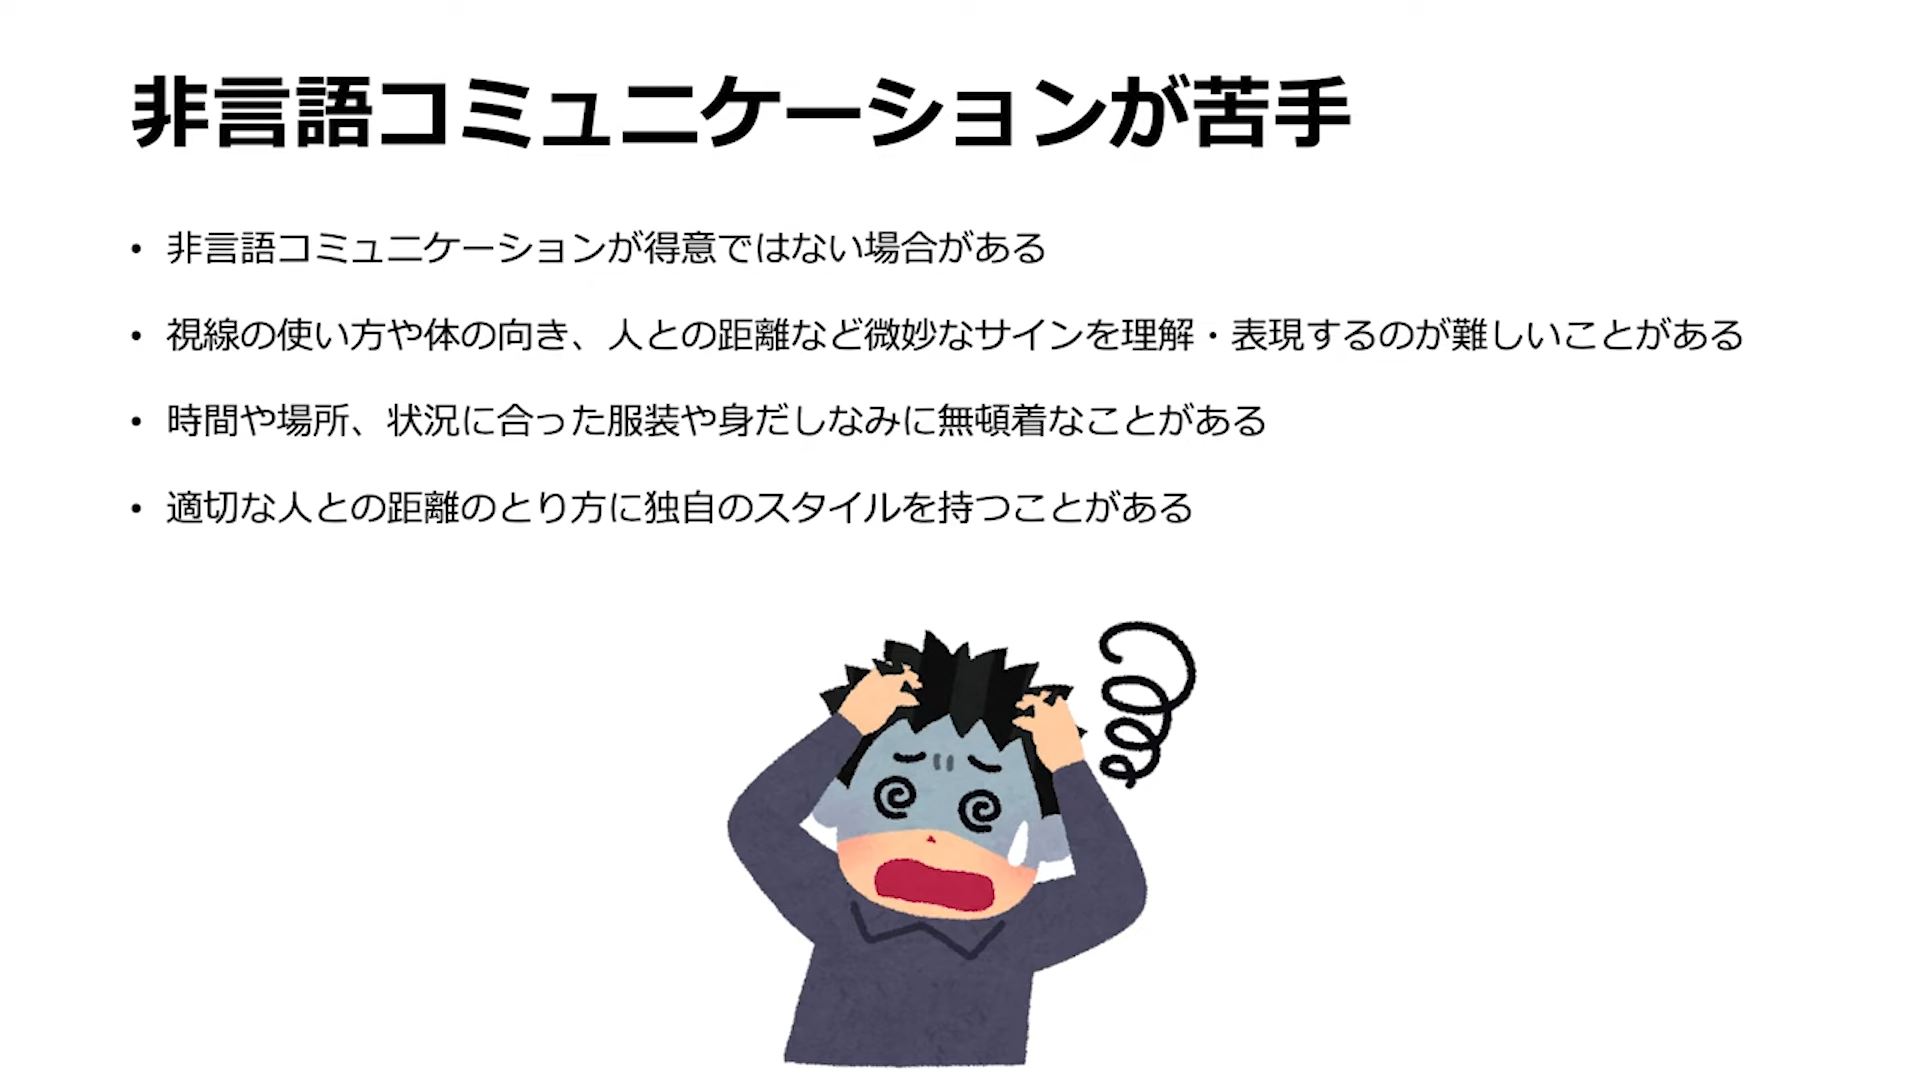 非言語コミュニケーションが苦手
• 非言語コミュニケーションが得意ではない場合がある
• 視線の使い方や体の向き、人との距離など微妙なサインを理解・表現するのが難しいことがある
• 時間や場所、状況に合った服装や身だしなみに無頓着なことがある
• 適切な人との距離のとり方に独自のスタイルを持つことがある